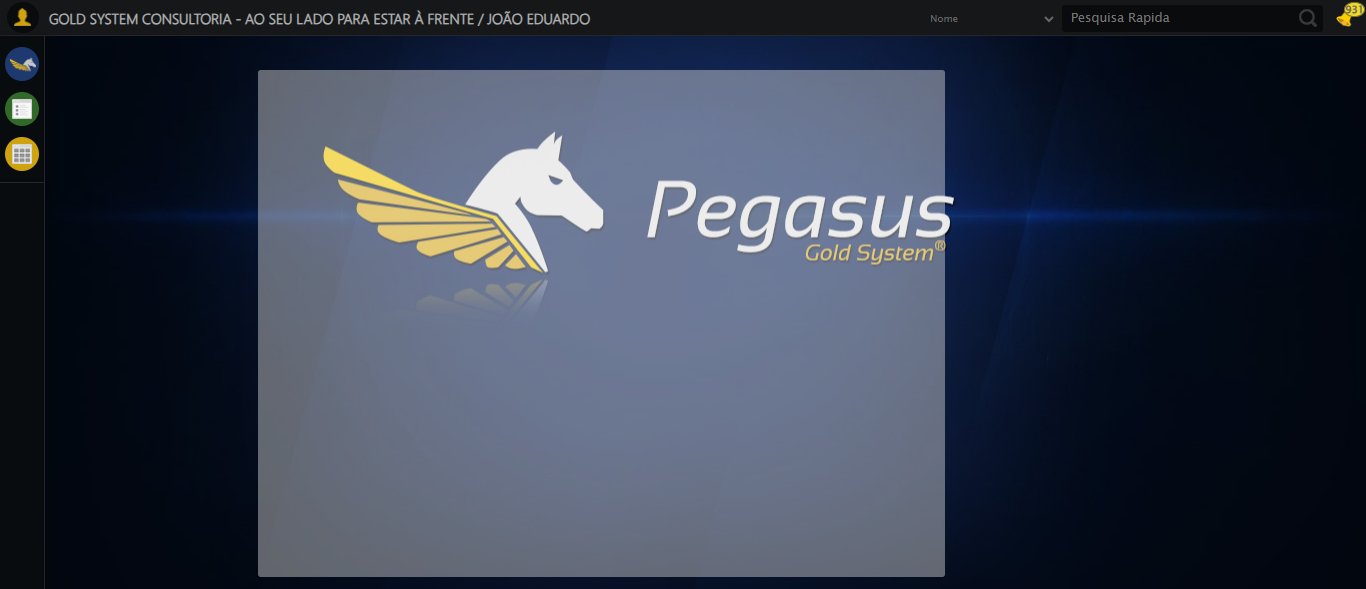 GOLD SYSTEM CONSULTORIA - AO SEU LADO PARA ESTAR À FRENTE / JOÃO EDUARDO
Nome
Pesquisa Rapida
931
Pegasus
Gold System®